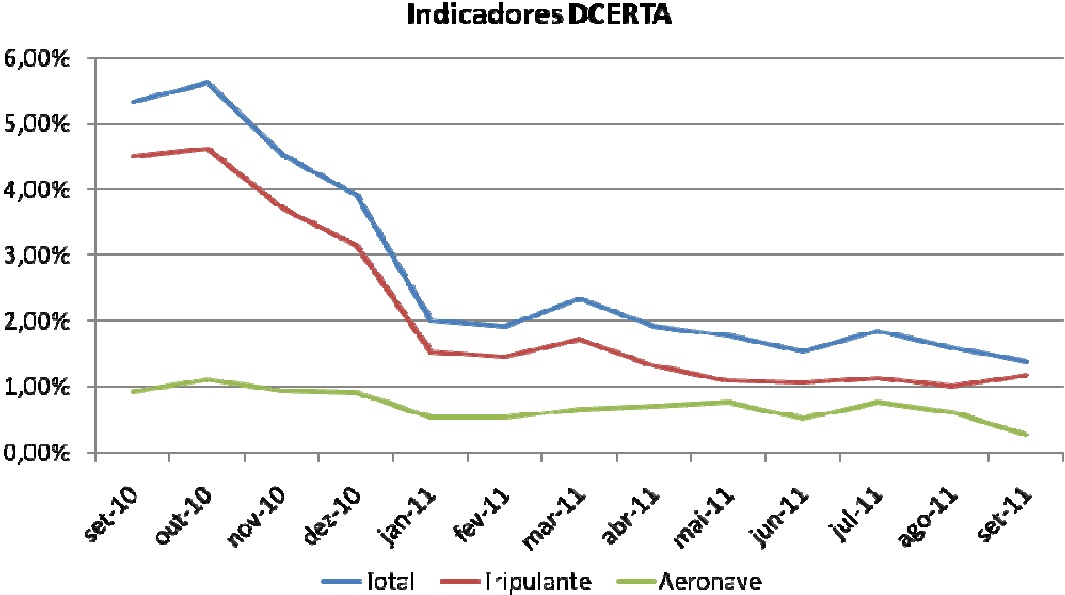 Indicadores DCERTA
6,00%
5,00%
4,00%
3,00%
2,00%
1,00%
0,00%
set-10
out-10
nov-10
dez-10
jan-11
fev-11
mar-11
abr-11
mai-11
jun-11
jul-11
ago-11
set-11
Total Tripulante Aeronave